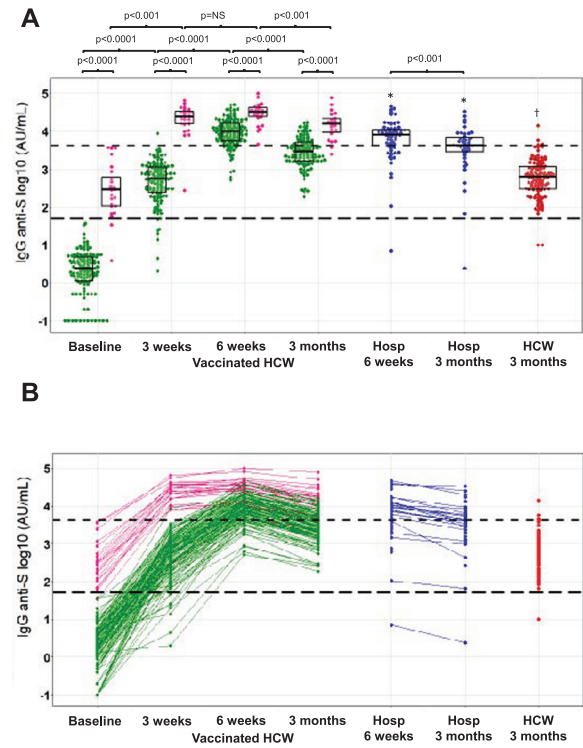 A
p<0.001 p=NS p<0.001
p<0.0001 p<0.0001 p<0.0001 p<0.001
p<0.0001 p<0.0001 p<0.0001 p<0.0001
IgG anti-S log10 (AU/mL)
5
4
3
2
1
0
-1
* * †
Baseline 3 weeks 6 weeks 3 months Hosp Hosp HCW
6 weeks 3 months 3 months
Vaccinated HCW
B
IgG anti-S log10 (AU/mL)
5
4
3
2
1
0
-1
Baseline 3 weeks 6 weeks 3 months Hosp Hosp HCW
6 weeks 3 months 3 months
Vaccinated HCW